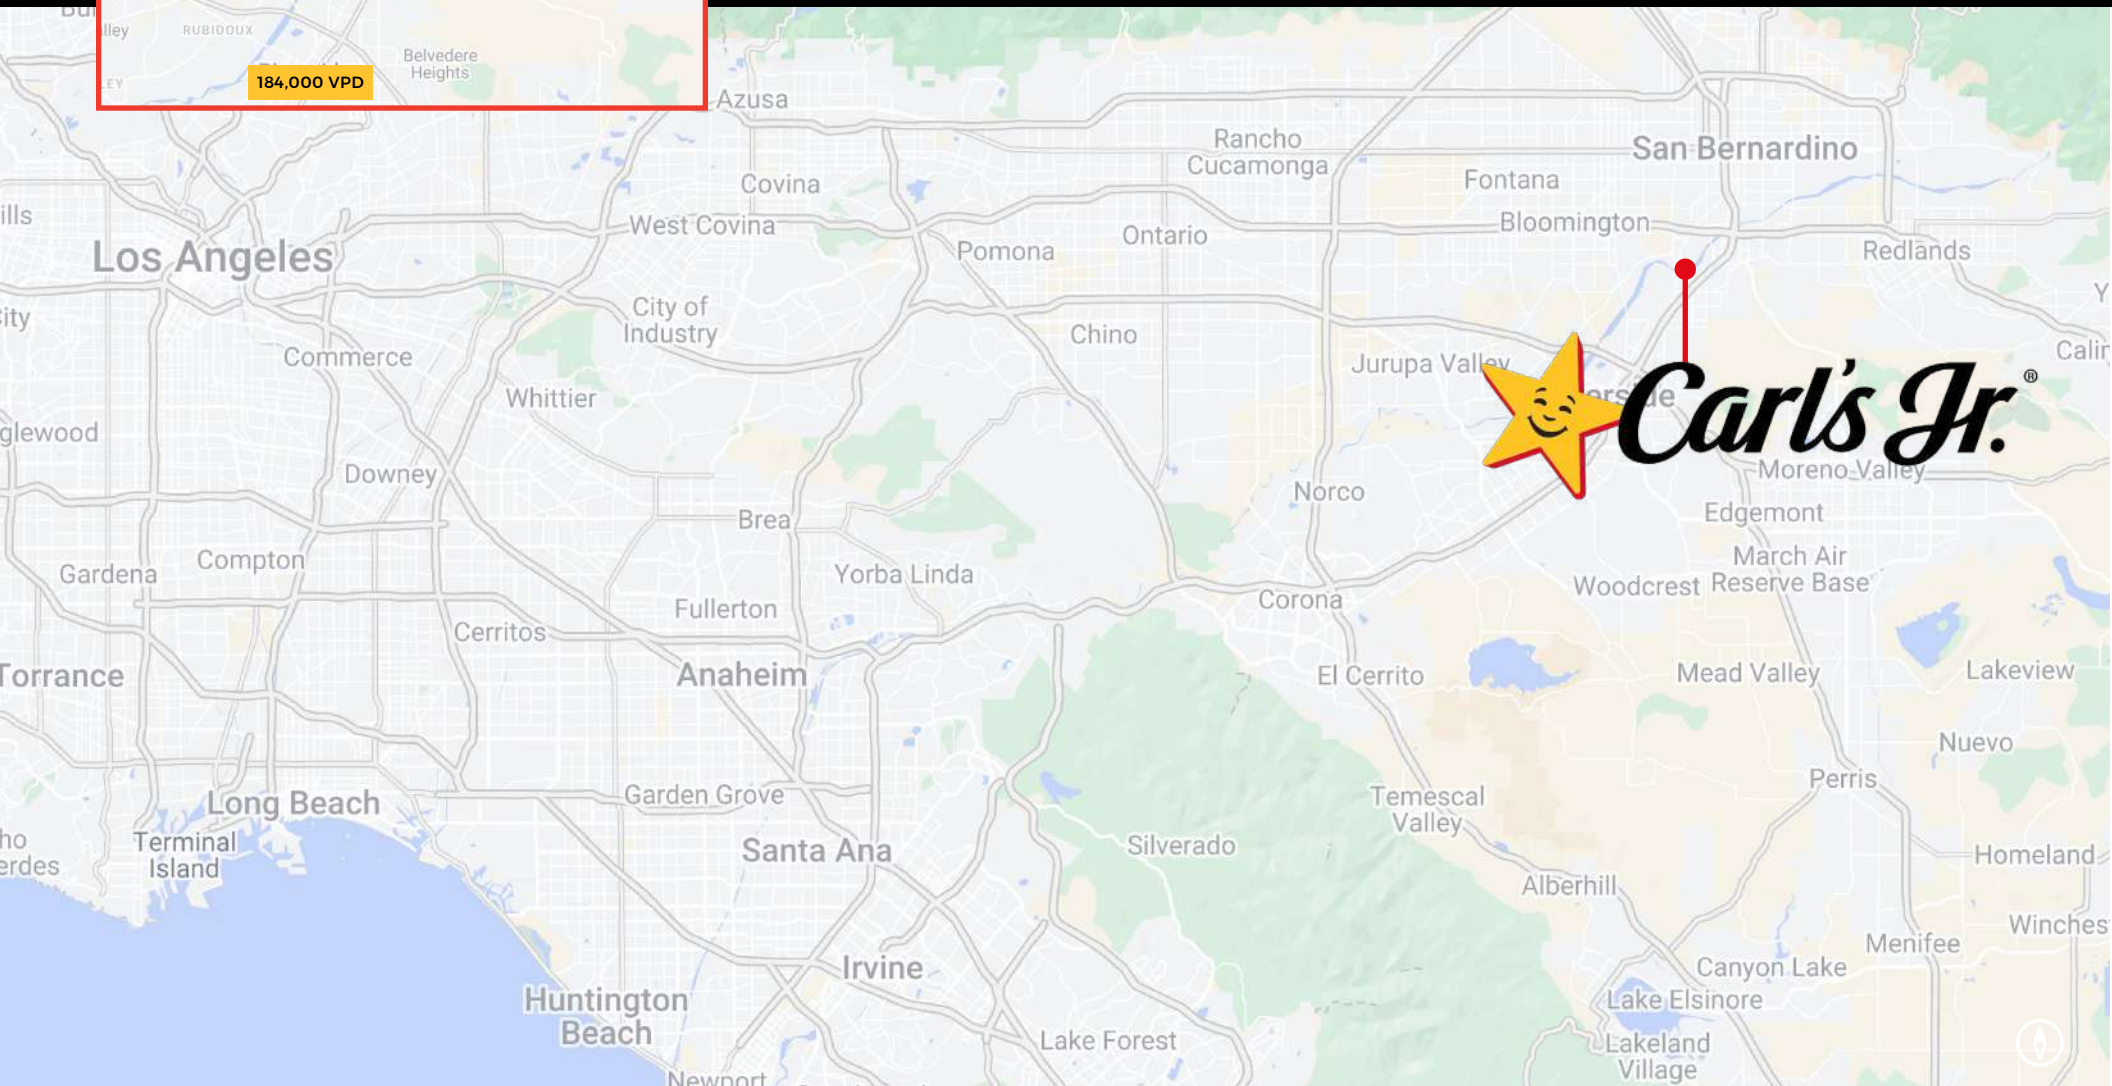 RUBIDOUX
Belvedere
Heights
184,000 VPD
Azusa
Rancho
Cucamonga
San Bernardino
Covina
Fontana
West Covina
Bloomington
Ontario
Pomona
Redlands
Los Angeles
City of
Industry
Chino
Commerce
Jurupa Valley
Carl's Jr.®
Whittier
Downey
Moreno Valley
Norco
Edgemont
Brea
March Air
Reserve Base
Compton
Gardena
Yorba Linda
Woodcrest
Corona
Fullerton
Cerritos
Anaheim
El Cerrito
Mead Valley
Lakeview
Torrance
Nuevo
Perris
Garden Grove
Temescal
Valley
Long Beach
Terminal
Island
Santa Ana
Silverado
Homeland
Alberhill
Menifee
Irvine
Canyon Lake
Lake Elsinore
Huntington
Beach
Lake Forest
Lakeland
Village
Newport